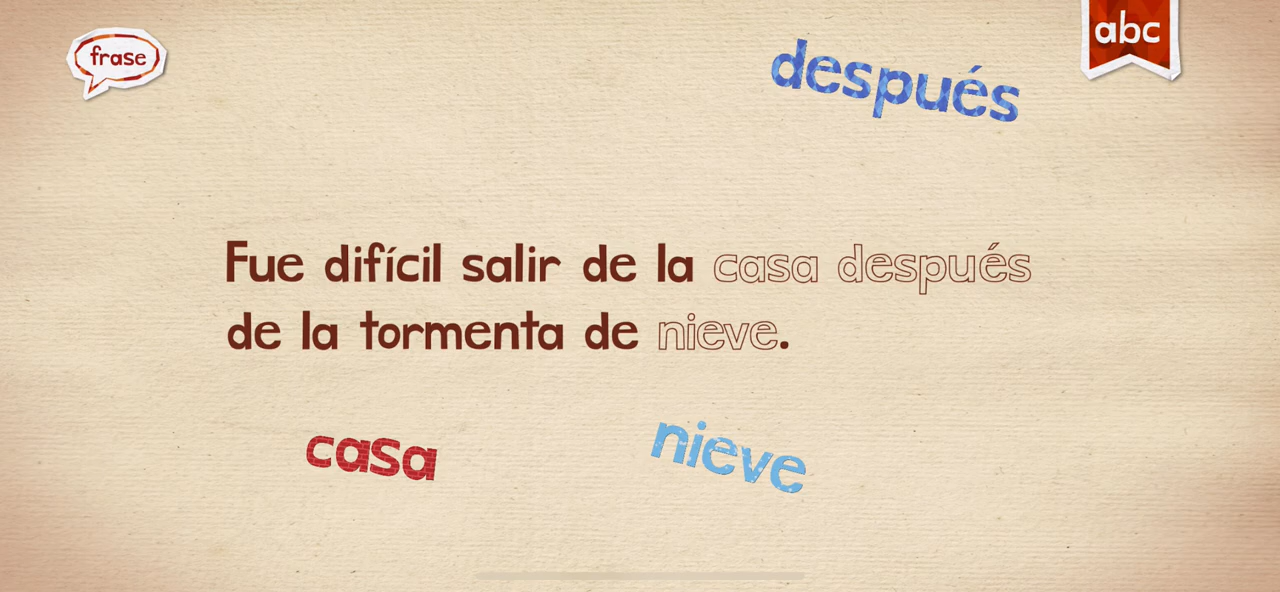 frase
abc
después
Fue difícil salir de la casa después
de la tormenta de nieve.
casa
nieve